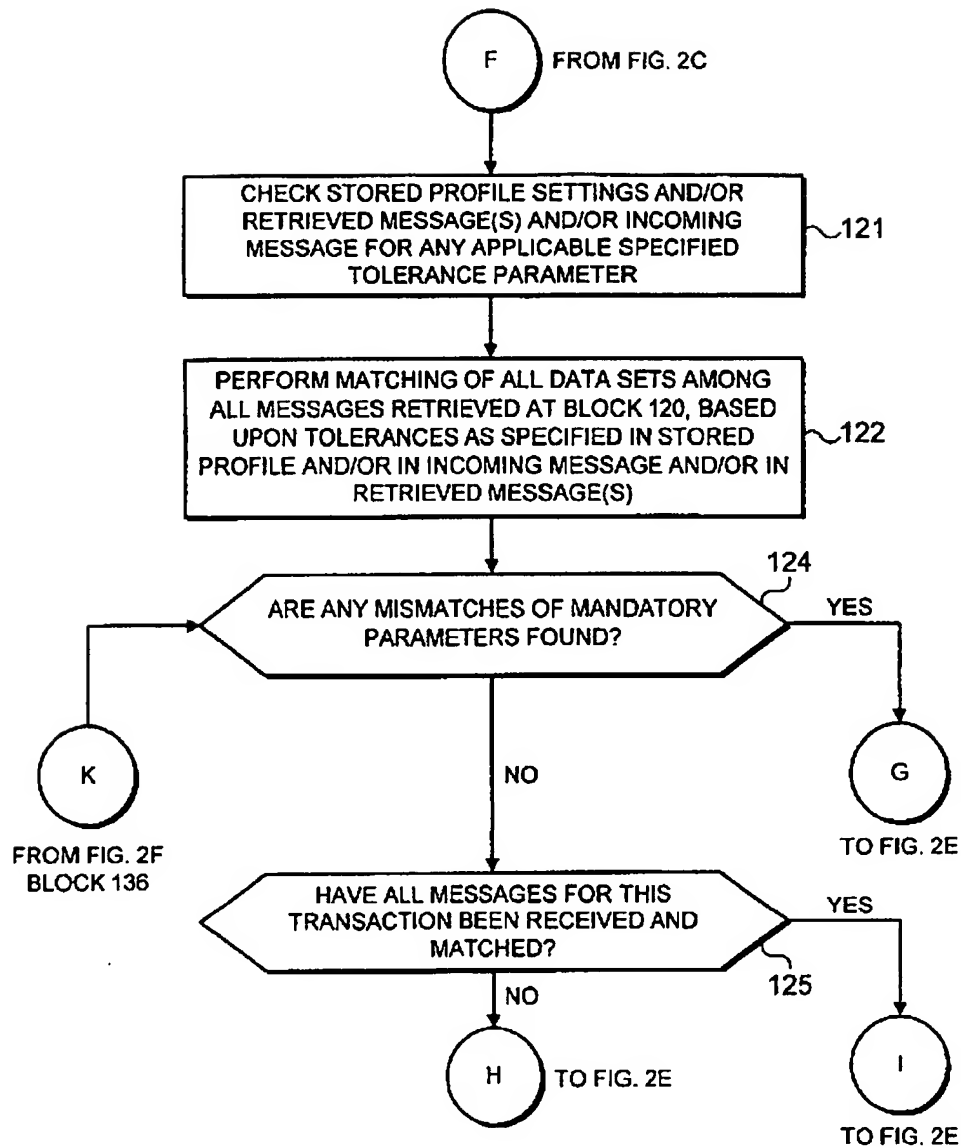 F
FROM FIG. 2C
CHECK STORED PROFILE SETTINGS AND/OR
RETRIEVED MESSAGE(S) AND/OR INCOMING
MESSAGE FOR ANY APPLICABLE SPECIFIED
TOLERANCE PARAMETER
121
PERFORM MATCHING OF ALL DATA SETS AMONG
ALL MESSAGES RETRIEVED AT BLOCK 120, BASED
UPON TOLERANCES AS SPECIFIED IN STORED
PROFILE AND/OR IN INCOMING MESSAGE AND/OR IN
RETRIEVED MESSAGE(S)
122
124
ARE ANY MISMATCHES OF MANDATORY
PARAMETERS FOUND?
YES
K
NO
G
FROM FIG. 2F
BLOCK 136
TO FIG. 2E
HAVE ALL MESSAGES FOR THIS
TRANSACTION BEEN RECEIVED AND
MATCHED?
YES
125
NO
H
TO FIG. 2E
I
TO FIG. 2E